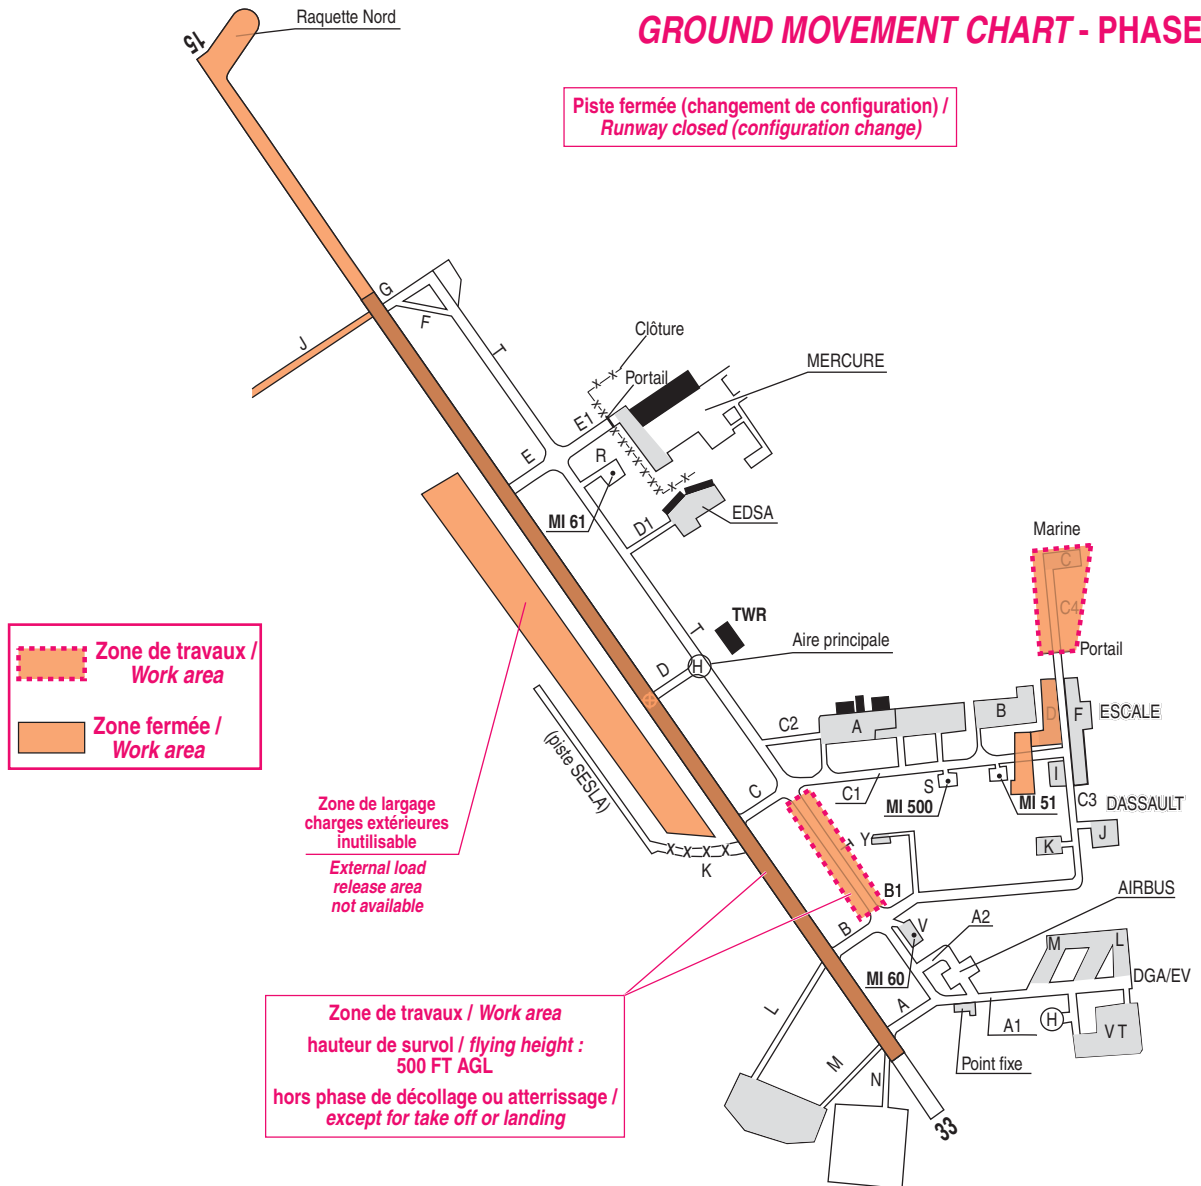 GROUND MOVEMENT CHART - PHASE
Raquette Nord
15
Piste fermée (changement de configuration) /
Runway closed (configuration change)
G
F
J
T
Clôture
Portail
MERCURE
E1
E
R
MI 61
D1
EDSA
Marine
C
C4
Portail
Zone de travaux /
Work area
Zone fermée /
Work area
TWR
T
Aire principale
H
D
C2
A
B
D
F
ESCALE
(piste SESLA)
C
C1
S
MI 500
MI 51
I
C3
DASSAULT
Zone de largage
charges extérieures
inutilisable
External load
release area
not available
K
T
Y
K
J
B1
B
V
A2
AIRBUS
MI 60
M
L
DGA/EV
A
A1
H
V T
Point fixe
L
M
N
33
Zone de travaux / Work area
hauteur de survol / flying height :
500 FT AGL
hors phase de décollage ou atterrissage /
except for take off or landing